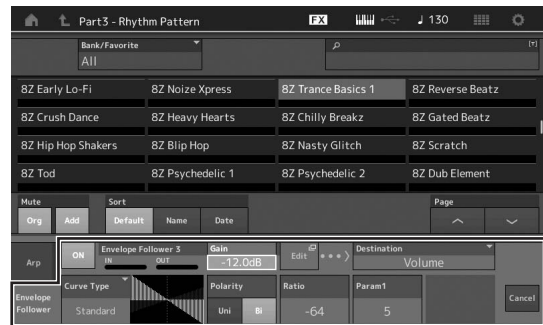 Part3 - Rhythm Pattern FX 130
Bank/Favorite
All
8Z Early Lo-Fi 8Z Noize Xpress 8Z Trance Basics 1 8Z Reverse Beatz
8Z Crush Dance 8Z Heavy Hearts 8Z Chilly Breakz 8Z Gated Beatz
8Z Hip Hop Shakers 8Z Blip Hop 8Z Nasty Glitch 8Z Scratch
8Z Tod 8Z Psychedelic 1 8Z Psychedelic 2 8Z Dub Element
Mute Sort Page
Org Add Default Name Date
Arp ON Envelope Follower 3 Gain Edit Destination
IN OUT -12.0dB Volume
Envelope Follower Curve Type Polarity Ratio Param1 Cancel
Standard Uni Bi -64 5